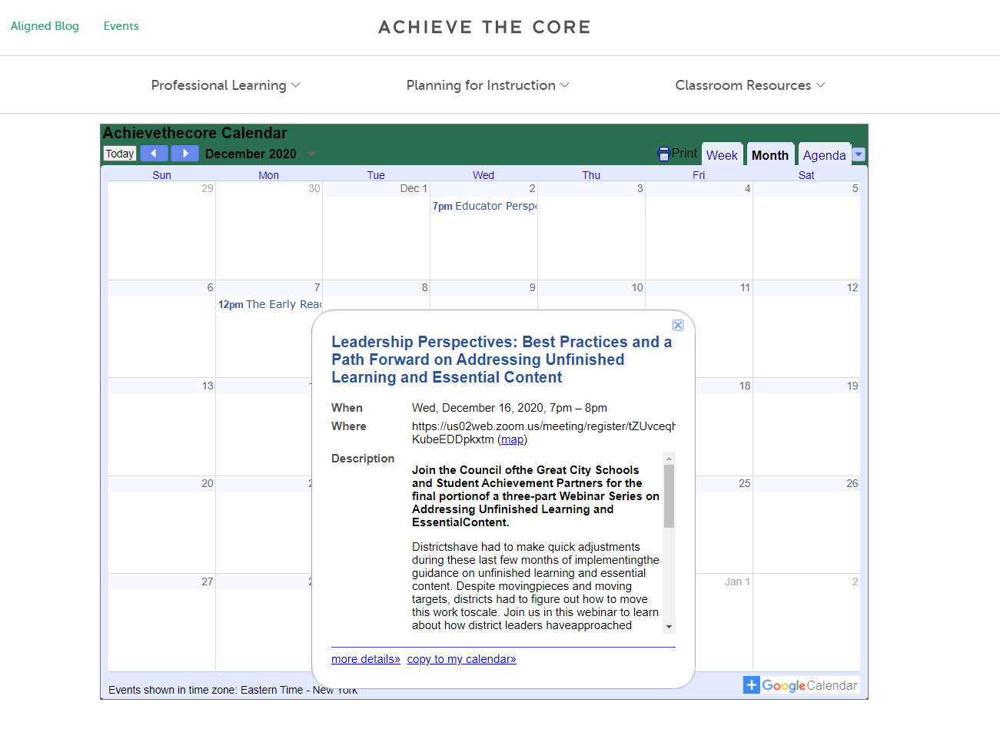 Aligned Blog Events ACHIEVE THE CORE
Professional Learning Planning for Instruction Classroom Resources
Achievethecore Calendar
Today December 2020 Print Week Month Agenda
Sun Mon Tue Wed Thu Fri Sat
29 30 Dec 1 2 3 4 5
7pm Educator Perspe
6 7 8 9 10 11 12
12pm The Early Read
Leadership Perspectives: Best Practices and a
Path Forward on Addressing Unfinished
Learning and Essential Content
13 18 19
When Wed, December 16, 2020, 7pm – 8pm
Where https://us02web.zoom.us/meeting/register/tZUvceqh
KubeEDDpkxtm (map)
Description
Join the Council ofthe Great City Schools
and Student Achievement Partners for the
20 25 26
final portionof a three-part Webinar Series on
Addressing Unfinished Learning and
EssentialContent.
Districtshave had to make quick adjustments
during these last few months of implementingthe
guidance on unfinished learning and essential
27 Jan 1 2
content. Despite movingpieces and moving
targets, districts had to figure out how to move
this work toscale. Join us in this webinar to learn
about how district leaders haveapproached
more details» copy to my calendar»
Events shown in time zone: Eastern Time - New York
+ Google Calendar